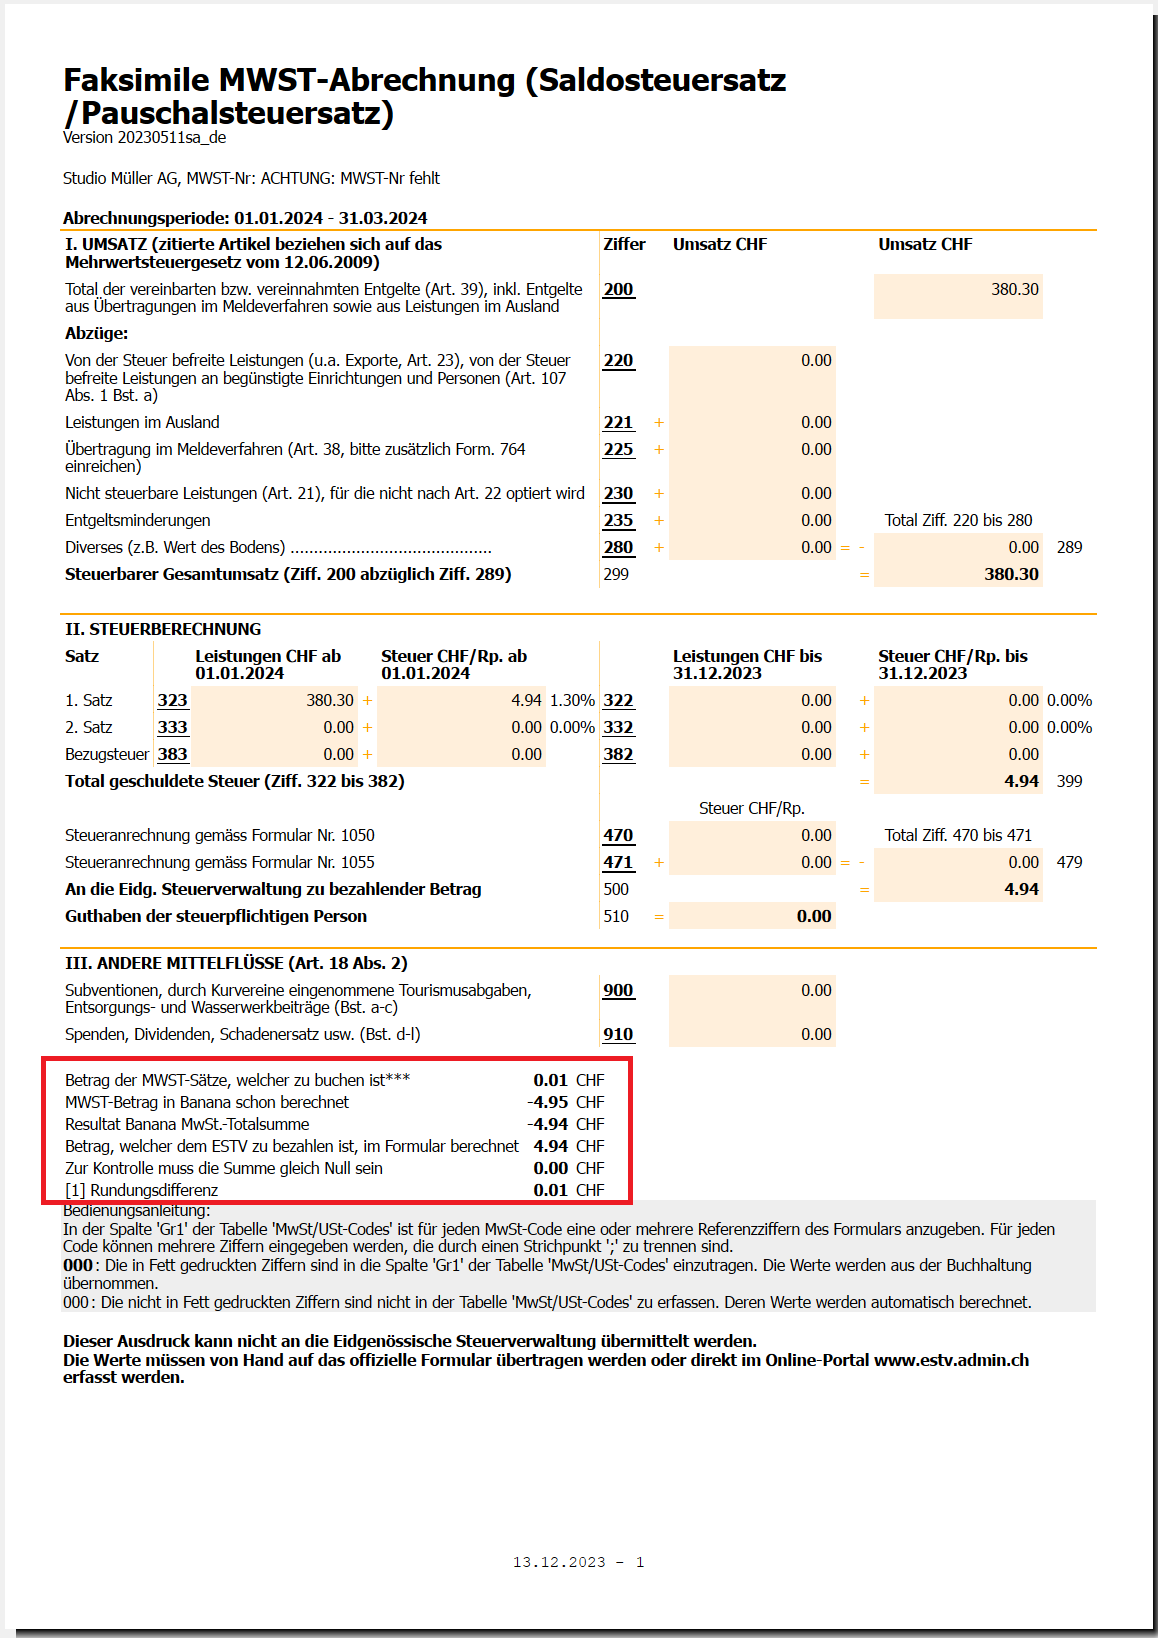 Faksimile MWST-Abrechnung (Saldosteuersatz
/Pauschalsteuersatz)
Version 20230511sa_de
Studio Müller AG, MWST-Nr: ACHTUNG: MWST-Nr fehlt
Abrechnungsperiode: 01.01.2024 - 31.03.2024
I. UMSATZ (zitierte Artikel beziehen sich auf das Ziffer Umsatz CHF Umsatz CHF
Mehrwertsteuergesetz vom 12.06.2009)
Total der vereinbarten bzw. vereinnahmten Entgelte (Art. 39), inkl. Entgelte 200 380.30
aus Übertragungen im Meldeverfahren sowie aus Leistungen im Ausland
Abzüge:
Von der Steuer befreite Leistungen (u.a. Exporte, Art. 23), von der Steuer 220 0.00
befreite Leistungen an begünstigte Einrichtungen und Personen (Art. 107
Abs. 1 Bst. a)
Leistungen im Ausland 221 + 0.00
Übertragung im Meldeverfahren (Art. 38, bitte zusätzlich Form. 764 225 + 0.00
einreichen)
Nicht steuerbare Leistungen (Art. 21), für die nicht nach Art. 22 optiert wird 230 + 0.00
Entgeltsminderungen 235 + 0.00 Total Ziff. 220 bis 280
Diverses (z.B. Wert des Bodens) ........................................... 280 + 0.00 = - 0.00 289
Steuerbarer Gesamtumsatz (Ziff. 200 abzüglich Ziff. 289) 299 = 380.30
II. STEUERBERECHNUNG
Satz Leistungen CHF ab Steuer CHF/Rp. ab Leistungen CHF bis Steuer CHF/Rp. bis
01.01.2024 01.01.2024 31.12.2023 31.12.2023
1. Satz 323 380.30 + 4.94 1.30% 322 0.00 + 0.00 0.00%
2. Satz 333 0.00 + 0.00 0.00% 332 0.00 + 0.00 0.00%
Bezugsteuer 383 0.00 + 0.00 382 0.00 + 0.00
Total geschuldete Steuer (Ziff. 322 bis 382) = 4.94 399
Steuer CHF/Rp.
Steueranrechnung gemäss Formular Nr. 1050 470 0.00 Total Ziff. 470 bis 471
Steueranrechnung gemäss Formular Nr. 1055 471 + 0.00 = - 0.00 479
An die Eidg. Steuerverwaltung zu bezahlender Betrag 500 = 4.94
Guthaben der steuerpflichtigen Person 510 = 0.00
III. ANDERE MITTELFLÜSSE (Art. 18 Abs. 2)
Subventionen, durch Kurvereine eingenommene Tourismusabgaben, 900 0.00
Entsorgungs- und Wasserwerkbeiträge (Bst. a-c)
Spenden, Dividenden, Schadenersatz usw. (Bst. d-l) 910 0.00
Betrag der MWST-Sätze, welcher zu buchen ist*** 0.01 CHF
MWST-Betrag in Banana schon berechnet -4.95 CHF
Resultat Banana MwSt.-Totalsumme -4.94 CHF
Betrag, welcher dem ESTV zu bezahlen ist, im Formular berechnet 4.94 CHF
Zur Kontrolle muss die Summe gleich Null sein 0.00 CHF
[1] Rundungsdifferenz 0.01 CHF
Bedienungsanleitung:
In der Spalte 'Gr1' der Tabelle 'MwSt/USt-Codes' ist für jeden MwSt-Code eine oder mehrere Referenzziffern des Formulars anzugeben. Für jeden
Code können mehrere Ziffern eingegeben werden, die durch einen Strichpunkt ';' zu trennen sind.
000: Die in Fett gedruckten Ziffern sind in die Spalte 'Gr1' der Tabelle 'MwSt/USt-Codes' einzutragen. Die Werte werden aus der Buchhaltung
übernommen.
000: Die nicht in Fett gedruckten Ziffern sind nicht in der Tabelle 'MwSt/USt-Codes' zu erfassen. Deren Werte werden automatisch berechnet.
Dieser Ausdruck kann nicht an die Eidgenössische Steuerverwaltung übermittelt werden.
Die Werte müssen von Hand auf das offizielle Formular übertragen werden oder direkt im Online-Portal www.estv.admin.ch
erfasst werden.
13.12.2023 - 1